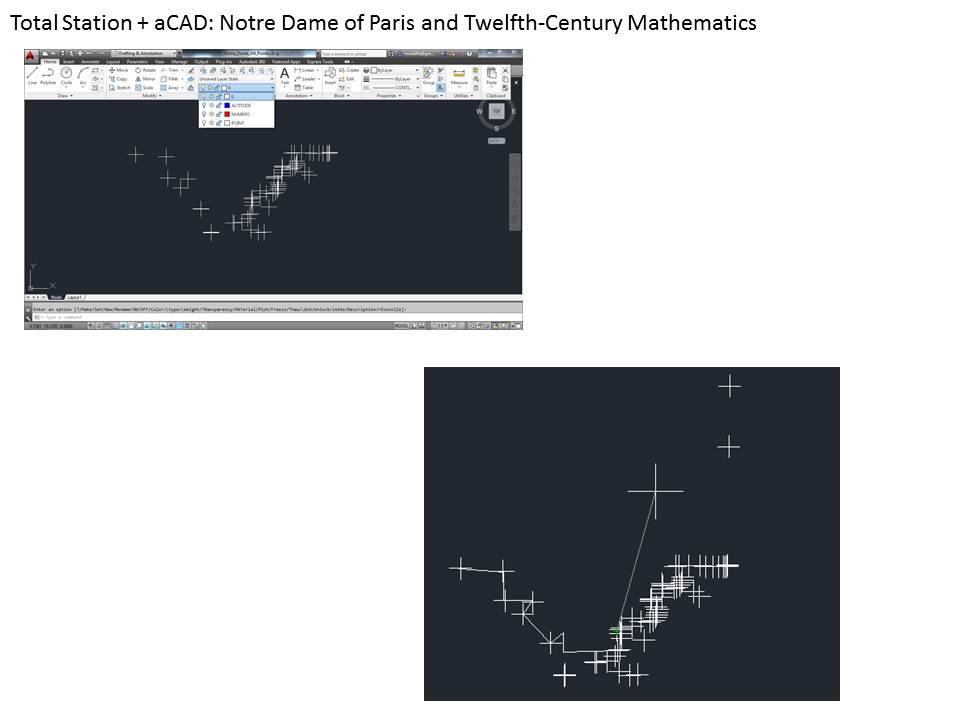 Total Station + aCAD: Notre Dame of Paris and Twelfth-Century Mathematics
Drafting & Annotation
Notre_Dame_All_Points.dwg
Type a keyword or phrase
Home Insert Annotate Layout Parametric View Manage Output Plug-ins Autodesk 360 Featured Apps Express Tools
Line Polyline Circle Arc
Move Rotate Trim
Copy Mirror Fillet
Stretch Scale Array
Unsaved Layer State
0
0
ALTITUDE
NUMERO
POINT
Text
Linear
Leader
Table
Insert
Create
Edit
ByLayer
ByLayer
Group
Measure
Paste
Draw
Modify
Annotation
Block
Properties
Groups
Utilities
Clipboard
W TOP E
S
Y
X
Model Layout1
Enter an option [?/Make/Set/New/Rename/ON/OFF/Color/Ltype/LWeight/TRansparency/MATerial/Plot/Freeze/Thaw/LOck/Unlock/stAte/Description/rEconcile]:
Type a command
MODEL